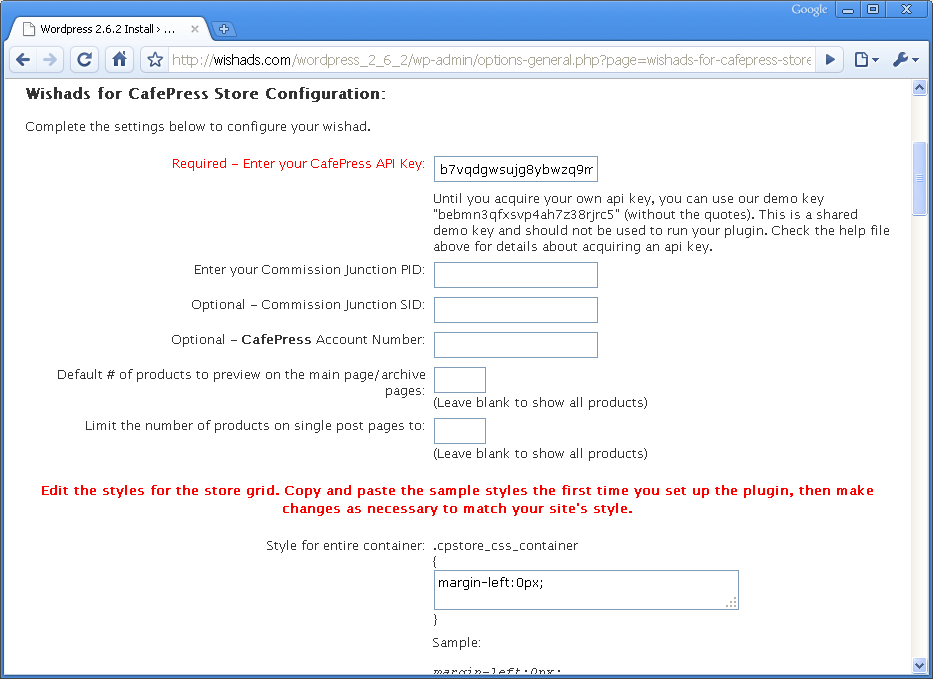 Google
Wordpress 2.6.2 Install › ...
http://wishads.com/wordpress_2_6_2/wp-admin/options-general.php?page=wishads-for-cafepress-store
Wishads for CafePress Store Configuration:
Complete the settings below to configure your wishad.
Required – Enter your CafePress API Key:
b7vqdgwsujg8ybwzq9m
Until you acquire your own api key, you can use our demo key
"bebmn3qfxsvp4ah7z38rjrc5" (without the quotes). This is a shared
demo key and should not be used to run your plugin. Check the help file
above for details about acquiring an api key.
Enter your Commission Junction PID:
Optional – Commission Junction SID:
Optional – CafePress Account Number:
Default # of products to preview on the main page/archive
pages:
(Leave blank to show all products)
Limit the number of products on single post pages to:
(Leave blank to show all products)
Edit the styles for the store grid. Copy and paste the sample styles the first time you set up the plugin, then make
changes as necessary to match your site's style.
Style for entire container:
.cpstore_css_container
{
margin-left:0px;
}
Sample:
margin-left:0px;